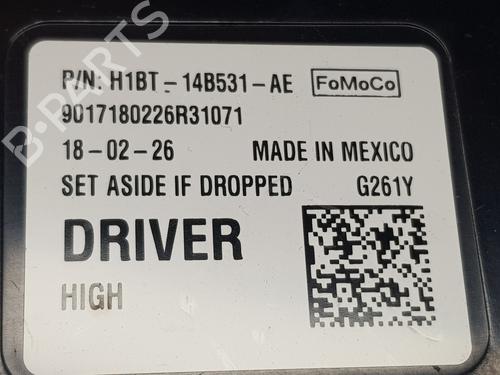 P/N: H1BT-14B531-AE FoMoCo
9017180226R31071
18-02-26 MADE IN MEXICO
SET ASIDE IF DROPPED G261Y
DRIVER
HIGH
B-PARTS